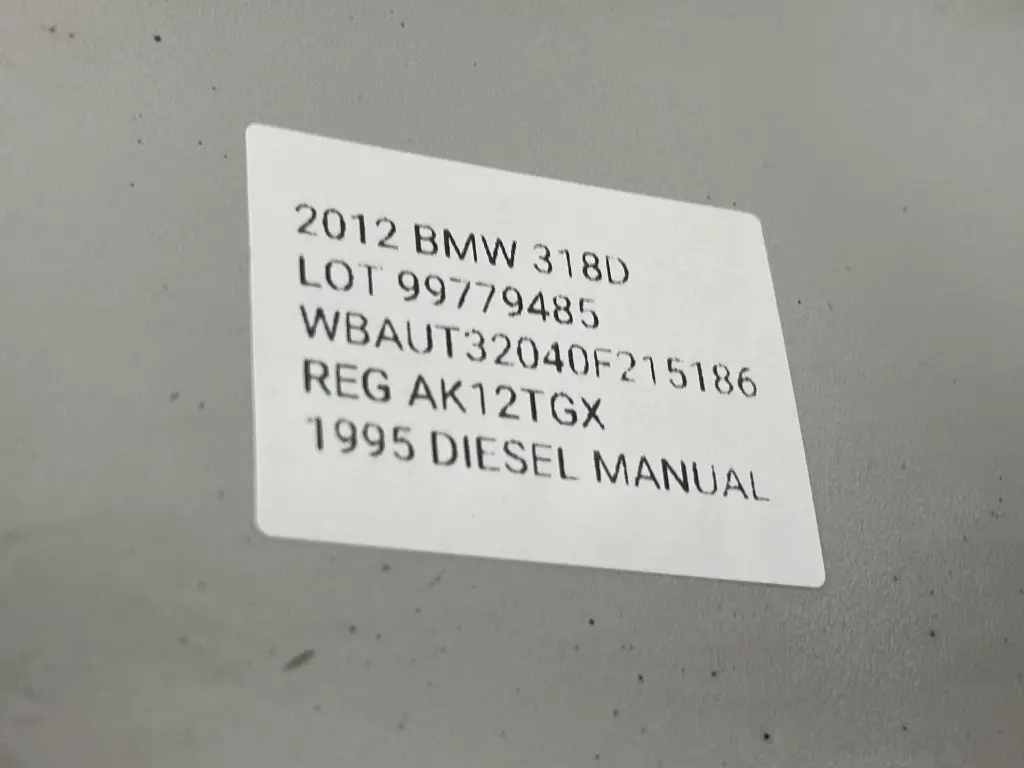 2012 BMW 318D
LOT 99779485
WBAUT32040F215186
REG AK12TGX
1995 DIESEL MANUAL